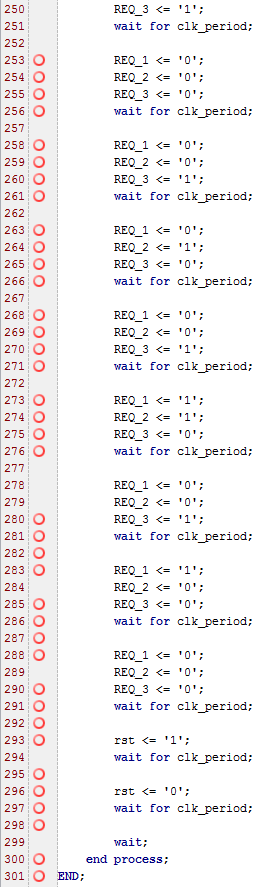 250 REQ_3 <= '1';
251 wait for clk_period;
252
253 REQ_1 <= '0';
254 REQ_2 <= '0';
255 REQ_3 <= '0';
256 wait for clk_period;
257
258 REQ_1 <= '0';
259 REQ_2 <= '0';
260 REQ_3 <= '1';
261 wait for clk_period;
262
263 REQ_1 <= '0';
264 REQ_2 <= '1';
265 REQ_3 <= '0';
266 wait for clk_period;
267
268 REQ_1 <= '0';
269 REQ_2 <= '0';
270 REQ_3 <= '1';
271 wait for clk_period;
272
273 REQ_1 <= '1';
274 REQ_2 <= '1';
275 REQ_3 <= '0';
276 wait for clk_period;
277
278 REQ_1 <= '0';
279 REQ_2 <= '0';
280 REQ_3 <= '1';
281 wait for clk_period;
282
283 REQ_1 <= '1';
284 REQ_2 <= '0';
285 REQ_3 <= '0';
286 wait for clk_period;
287
288 REQ_1 <= '0';
289 REQ_2 <= '0';
290 REQ_3 <= '0';
291 wait for clk_period;
292
293 rst <= '1';
294 wait for clk_period;
295
296 rst <= '0';
297 wait for clk_period;
298
299 wait;
300 end process;
301 END;